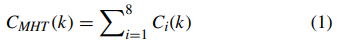 C_{MHT}(k) = \sum_{i=1}^{8} C_i(k) (1)